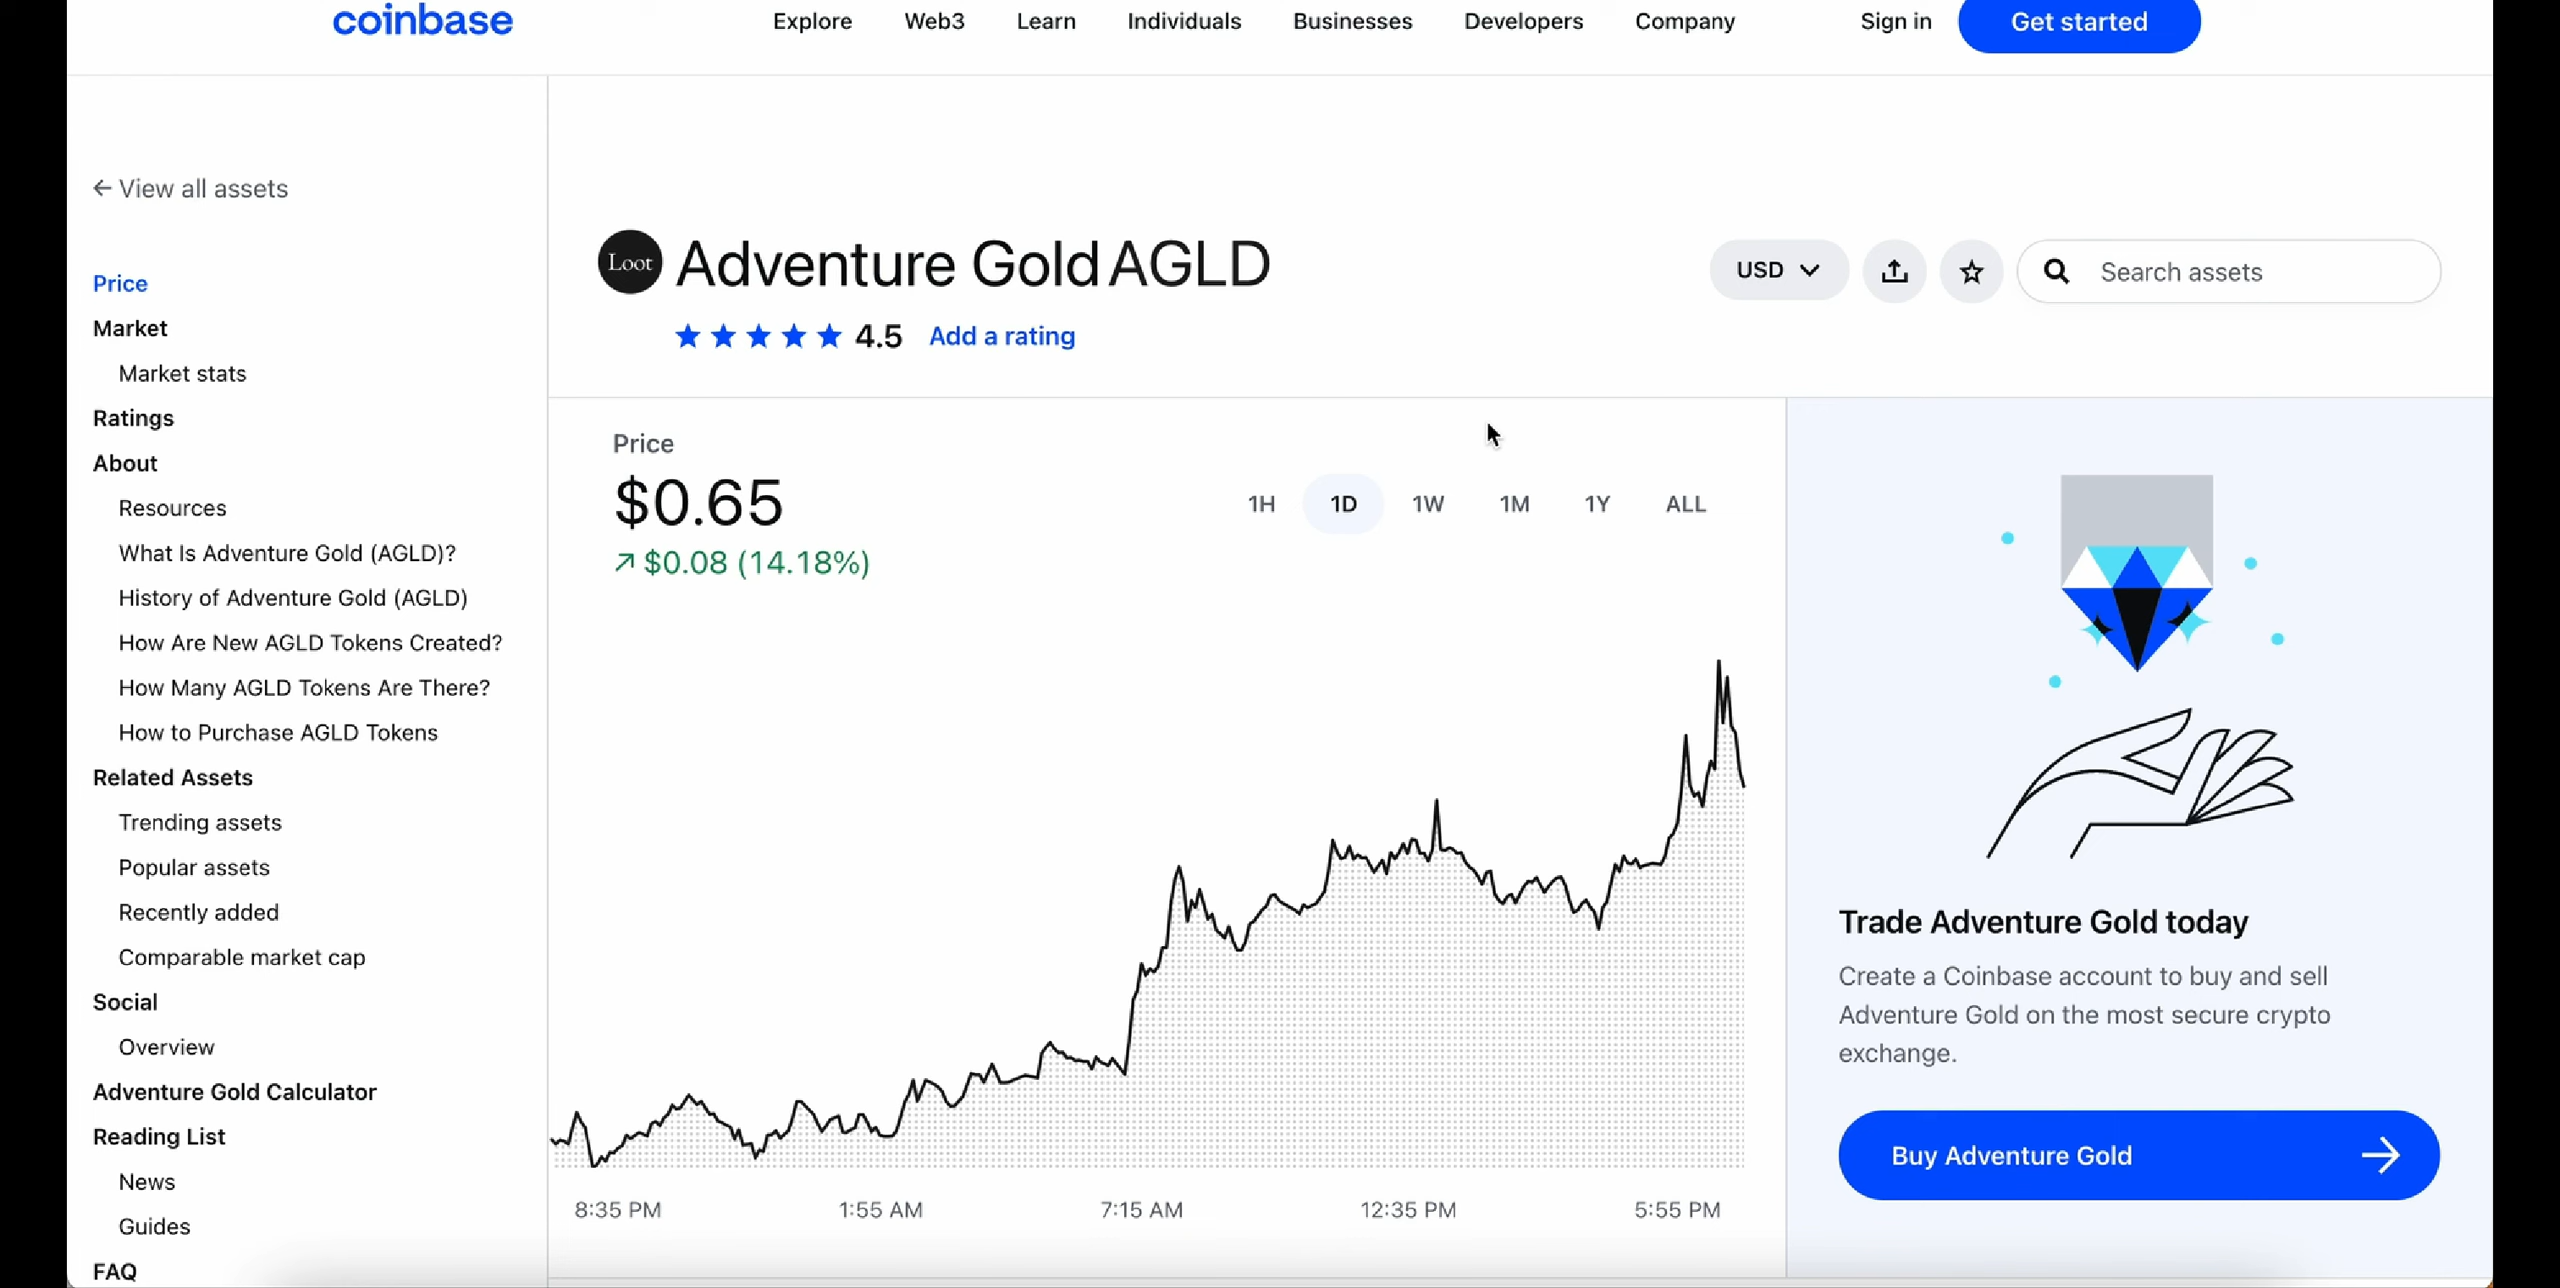 coinbase
Explore Web3 Learn Individuals Businesses Developers Company Sign in Get started
← View all assets
Price
Market
Market stats
Ratings
About
Resources
What Is Adventure Gold (AGLD)?
History of Adventure Gold (AGLD)
How Are New AGLD Tokens Created?
How Many AGLD Tokens Are There?
How to Purchase AGLD Tokens
Related Assets
Trending assets
Popular assets
Recently added
Comparable market cap
Social
Overview
Adventure Gold Calculator
Reading List
News
Guides
FAQ
Loot Adventure Gold AGLD
4.5 Add a rating
USD Search assets
Price
$0.65
$0.08 (14.18%)
1H 1D 1W 1M 1Y ALL
8:35 PM 1:55 AM 7:15 AM 12:35 PM 5:55 PM
Trade Adventure Gold today
Create a Coinbase account to buy and sell
Adventure Gold on the most secure crypto
exchange.
Buy Adventure Gold